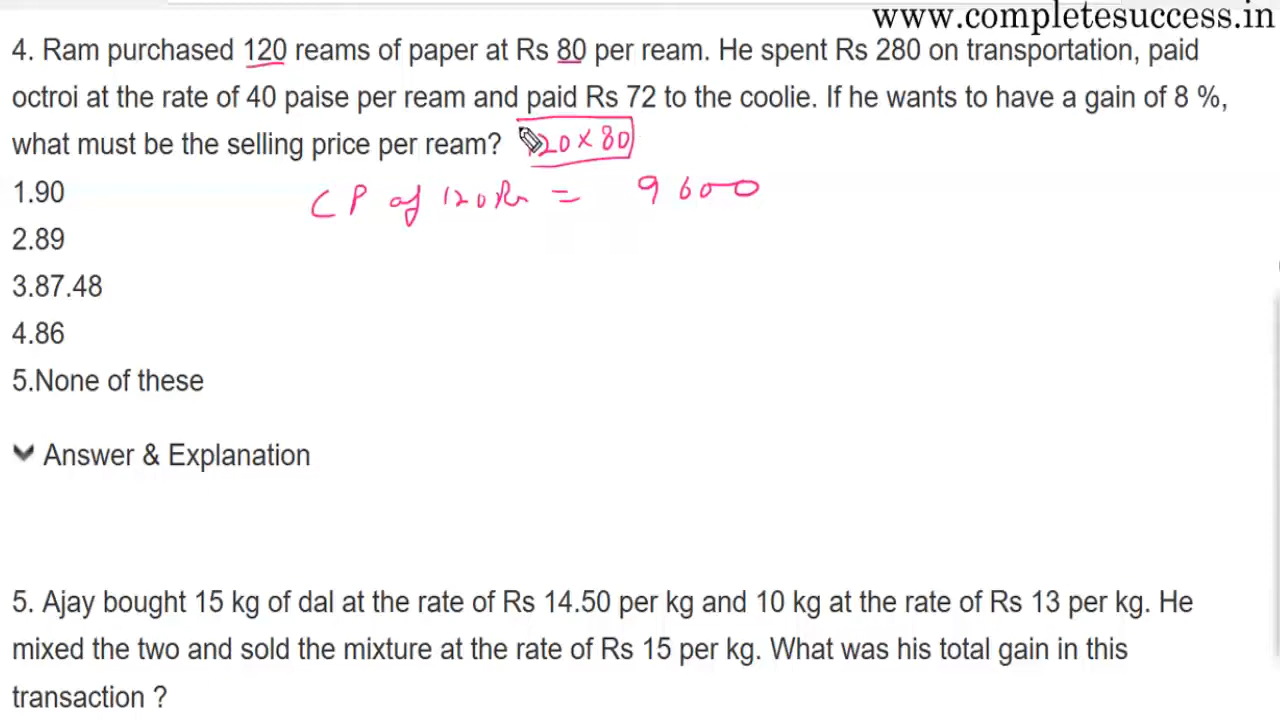 www.completesuccess.in
4. Ram purchased 120 reams of paper at Rs 80 per ream. He spent Rs 280 on transportation, paid
octroi at the rate of 40 paise per ream and paid Rs 72 to the coolie. If he wants to have a gain of 8 %,
what must be the selling price per ream? 120 × 80
1.90 CP of 120 Rs = 9600
2.89
3.87.48
4.86
5.None of these
Answer & Explanation
5. Ajay bought 15 kg of dal at the rate of Rs 14.50 per kg and 10 kg at the rate of Rs 13 per kg. He
mixed the two and sold the mixture at the rate of Rs 15 per kg. What was his total gain in this
transaction ?